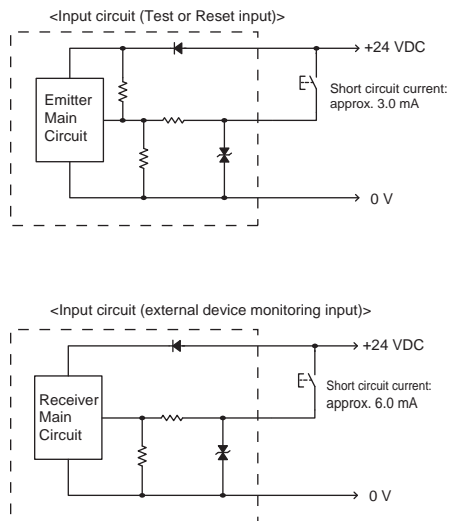 <Input circuit (Test or Reset input)>
+24 VDC
Emitter
Main
Circuit
Short circuit current:
approx. 3.0 mA
0 V
<Input circuit (external device monitoring input)>
+24 VDC
Receiver
Main
Circuit
Short circuit current:
approx. 6.0 mA
0 V